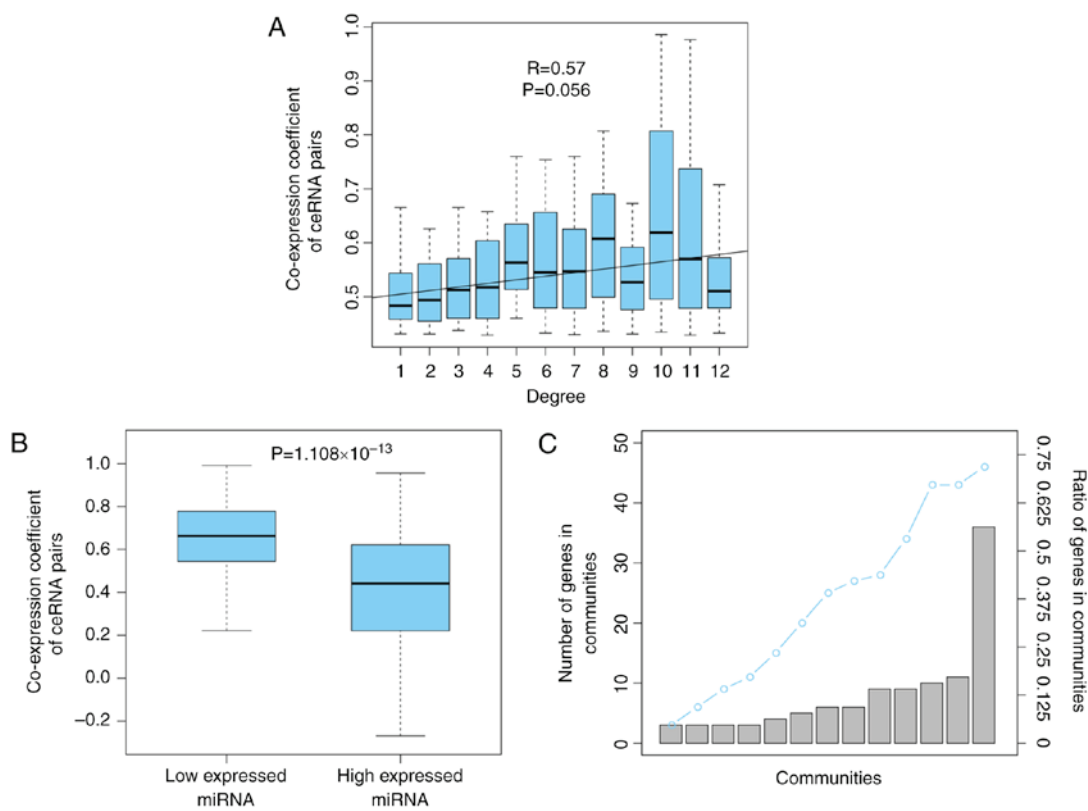 A
Co-expression coefficient
of ceRNA pairs
1.0
0.9
0.8
0.7
0.6
0.5
R=0.57
P=0.056
1 2 3 4 5 6 7 8 9 10 11 12
Degree
B
Co-expression coefficient
of ceRNA pairs
1.0
0.8
0.6
0.4
0.2
0.0
−0.2
P=1.108×10−13
Low expressed
miRNA
High expressed
miRNA
C
Number of genes in
communities
50
40
30
20
10
0
0.75
0.625
0.5
0.375
0.25
0.125
0
Ratio of genes in communities
Communities